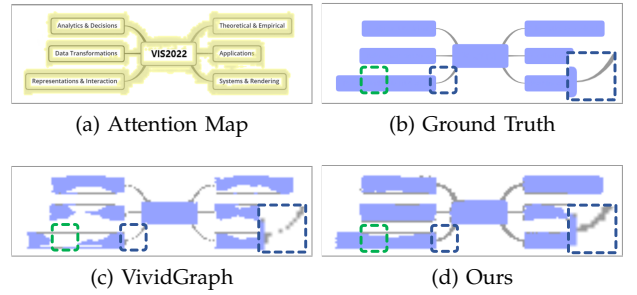 Analytics & Decisions
Theoretical & Empirical
Data Transformations
VIS2022
Applications
Representations & Interaction
Systems & Rendering
(a) Attention Map
(b) Ground Truth
(c) VividGraph
(d) Ours